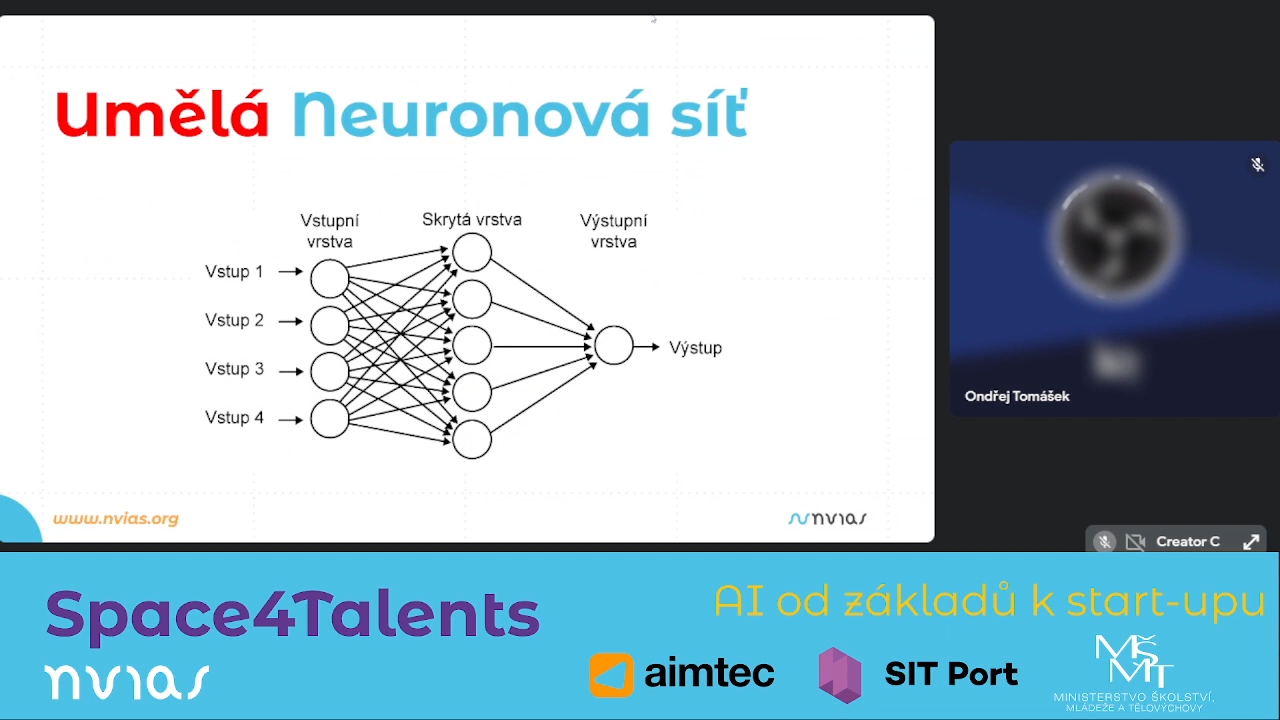 Umělá Neuronová síť
Vstupní
vrstva
Skrytá vrstva
Výstupní
vrstva
Vstup 1
Vstup 2
Vstup 3
Vstup 4
Výstup
www.nvias.org
nvias
Ondřej Tomášek
Creator C
Space4Talents
nvias
AI od základů k start-upu
aimtec
SIT Port
MŠMT
MINISTERSTVO ŠKOLSTVÍ,
MLÁDEŽE A TĚLOVÝCHOVY